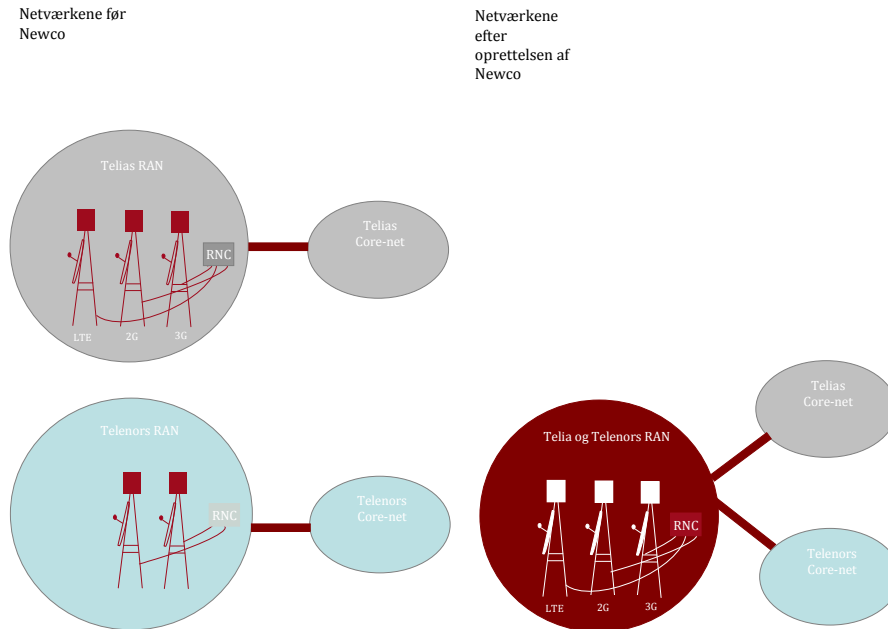 Netværkene før
Newco
Netværkene
efter
oprettelsen af
Newco
Telias RAN
RNC
LTE
2G
3G
Telias
Core-net
Telenors RAN
RNC
Telenors
Core-net
Telia og Telenors RAN
RNC
LTE
2G
3G
Telias
Core-net
Telenors
Core-net